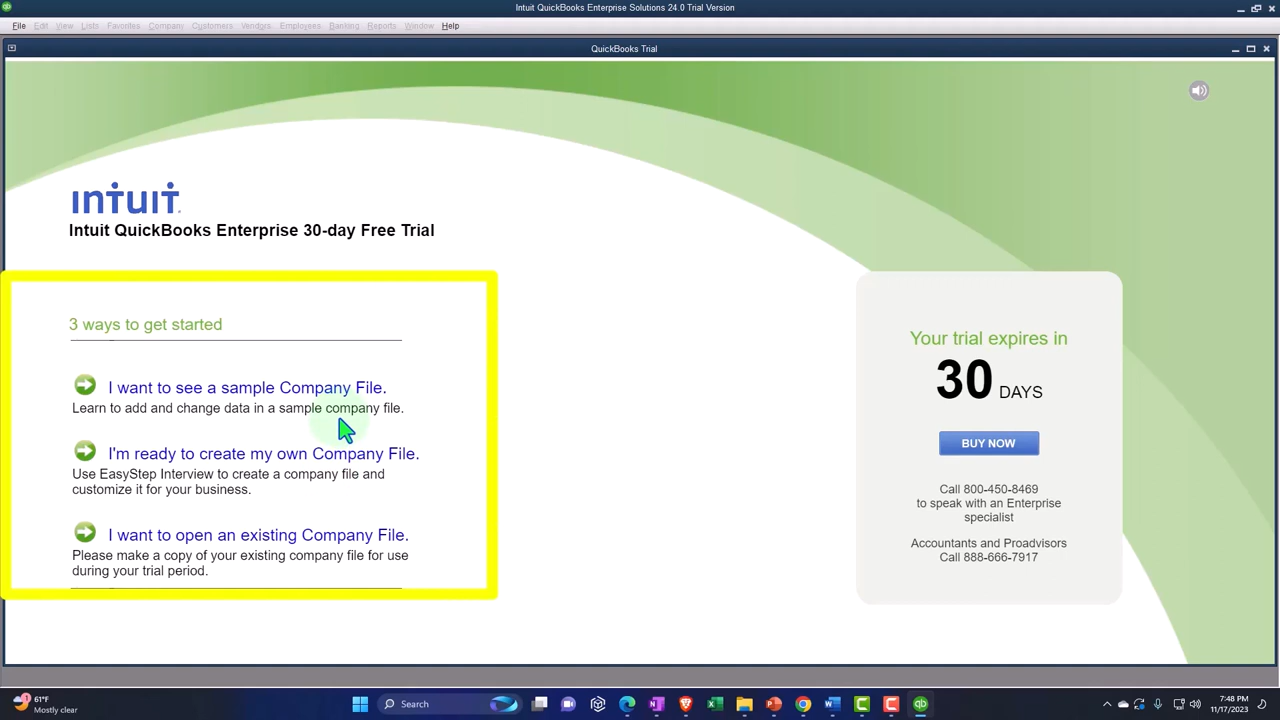 Intuit QuickBooks Enterprise Solutions 24.0 Trial Version
File Edit View Lists Favorites Company Customers Vendors Employees Banking Reports Window Help
QuickBooks Trial
intuit
Intuit QuickBooks Enterprise 30-day Free Trial
3 ways to get started
I want to see a sample Company File.
Learn to add and change data in a sample company file.
I'm ready to create my own Company File.
Use EasyStep Interview to create a company file and
customize it for your business.
I want to open an existing Company File.
Please make a copy of your existing company file for use
during your trial period.
Your trial expires in
30 DAYS
BUY NOW
Call 800-450-8469
to speak with an Enterprise
specialist
Accountants and Proadvisors
Call 888-666-7917
1
61°F
Mostly clear
Search
7:48 PM
11/17/2023